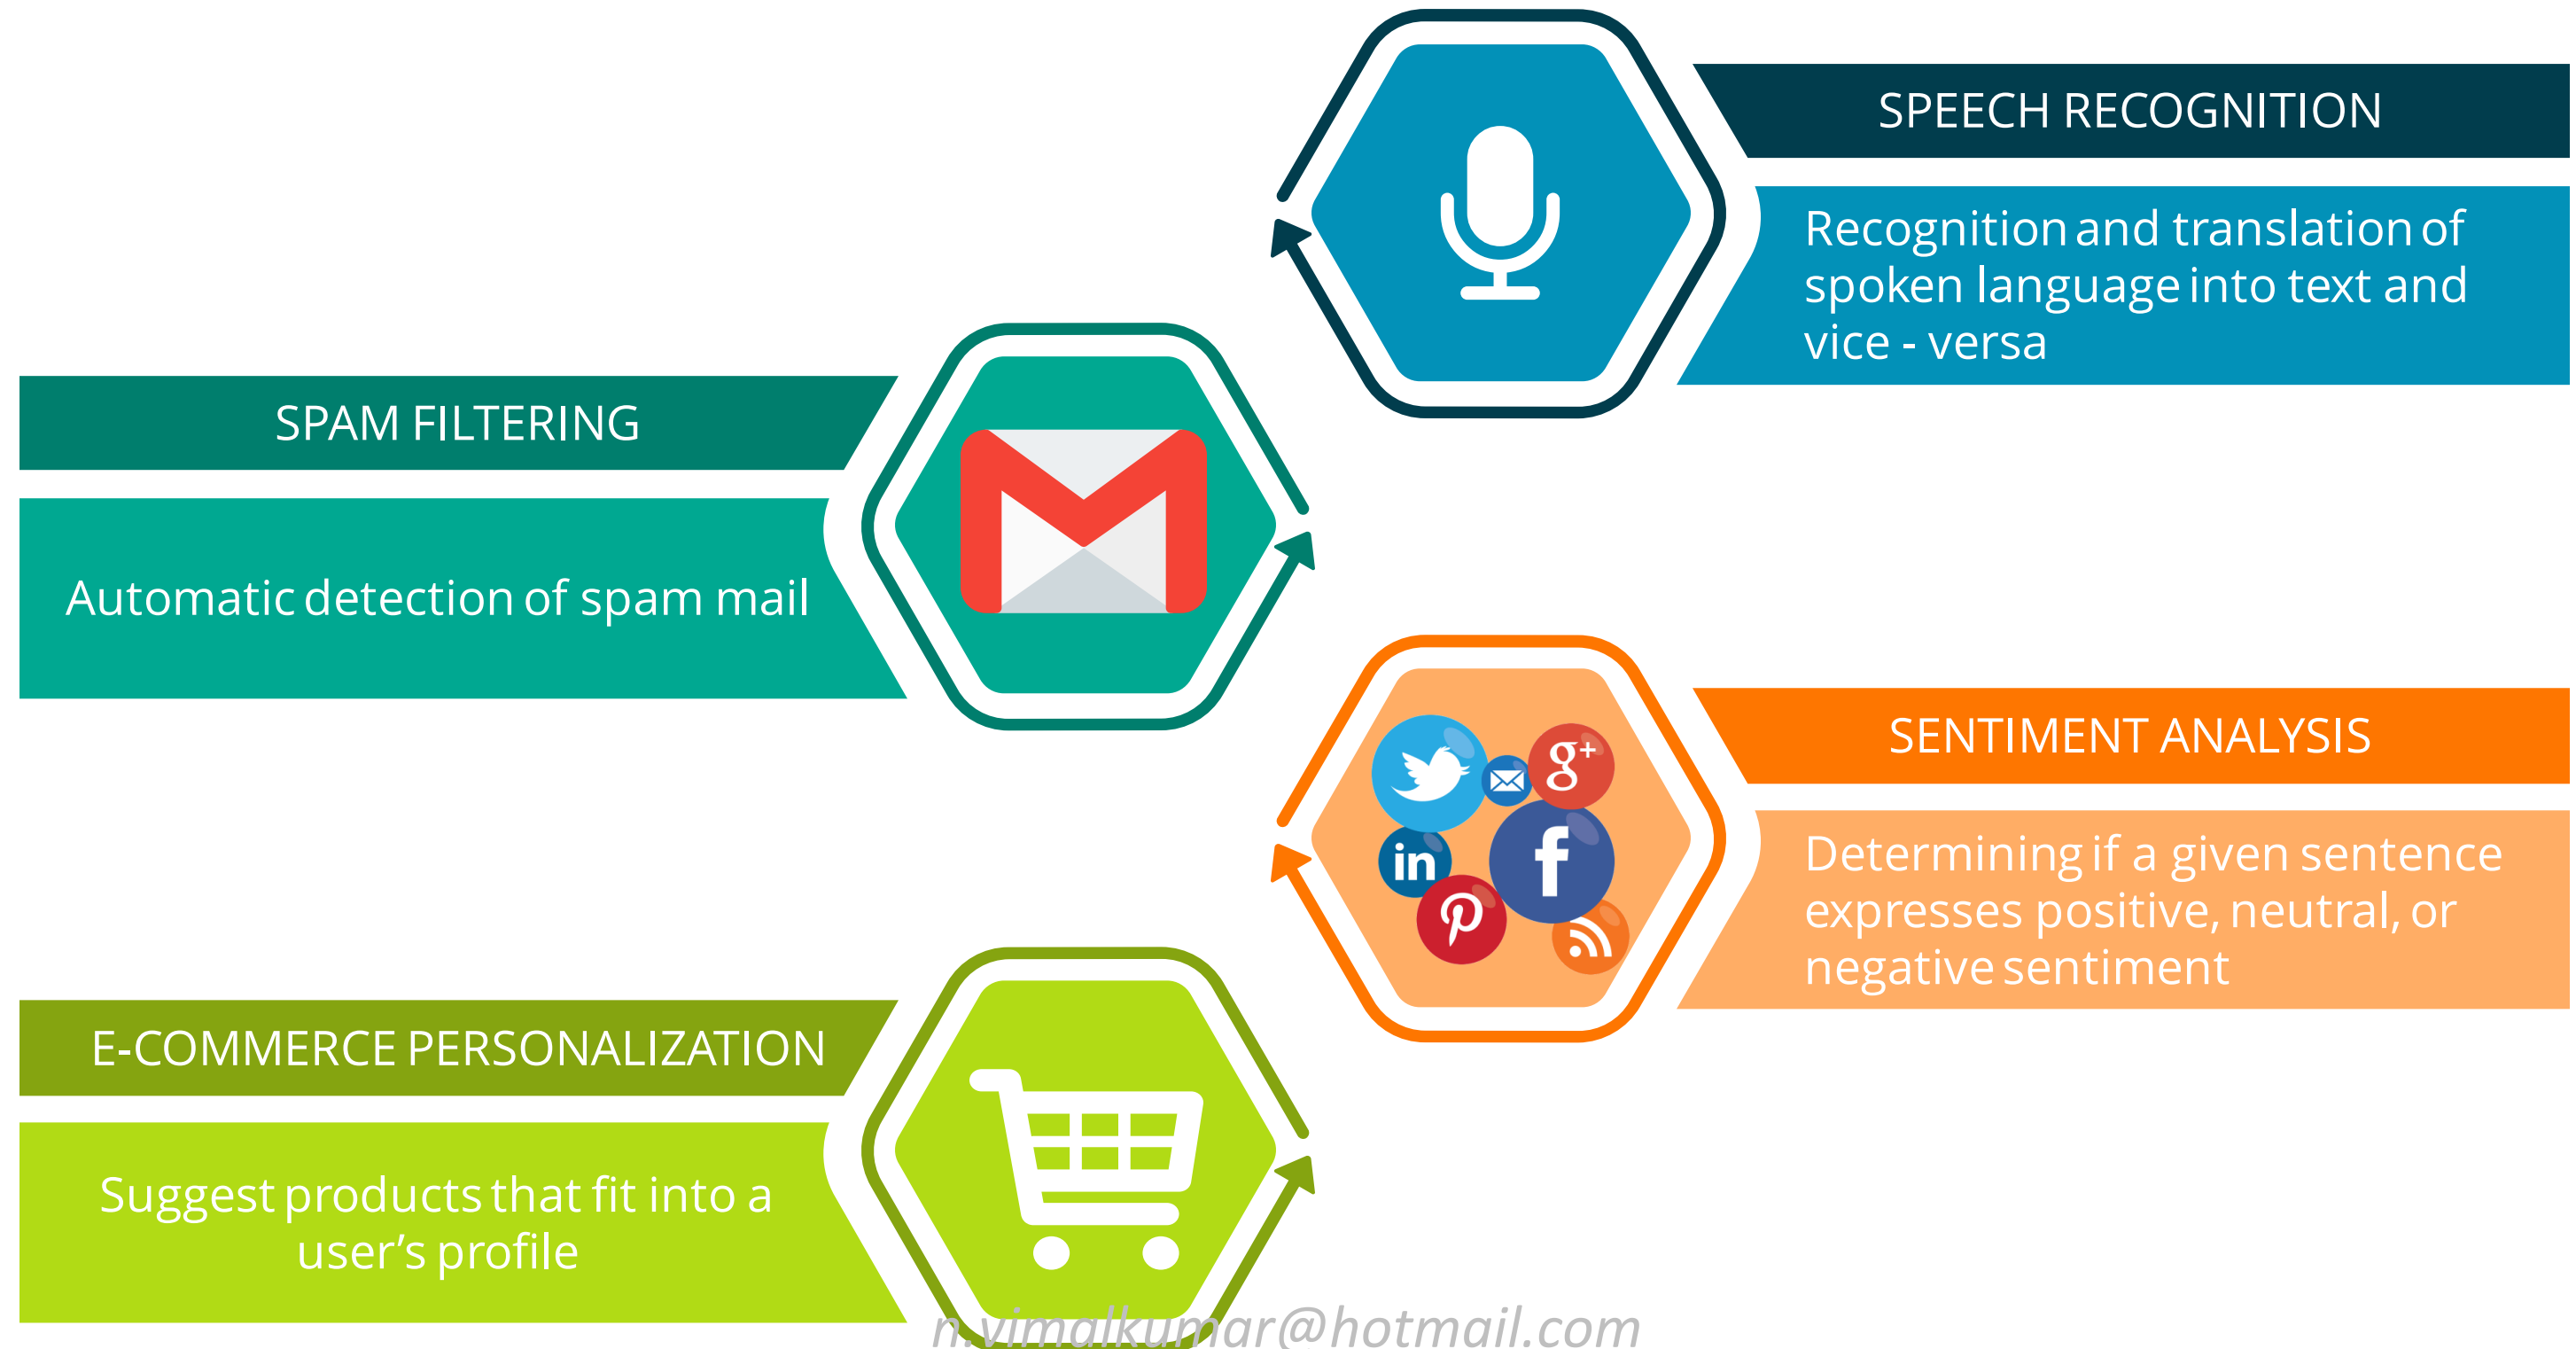 SPEECH RECOGNITION
Recognition and translation of
spoken language into text and
vice - versa
SPAM FILTERING
Automatic detection of spam mail
SENTIMENT ANALYSIS
Determining if a given sentence
expresses positive, neutral, or
negative sentiment
E-COMMERCE PERSONALIZATION
Suggest products that fit into a
user’s profile
g+
in
f
n.vimalkumar@hotmail.com